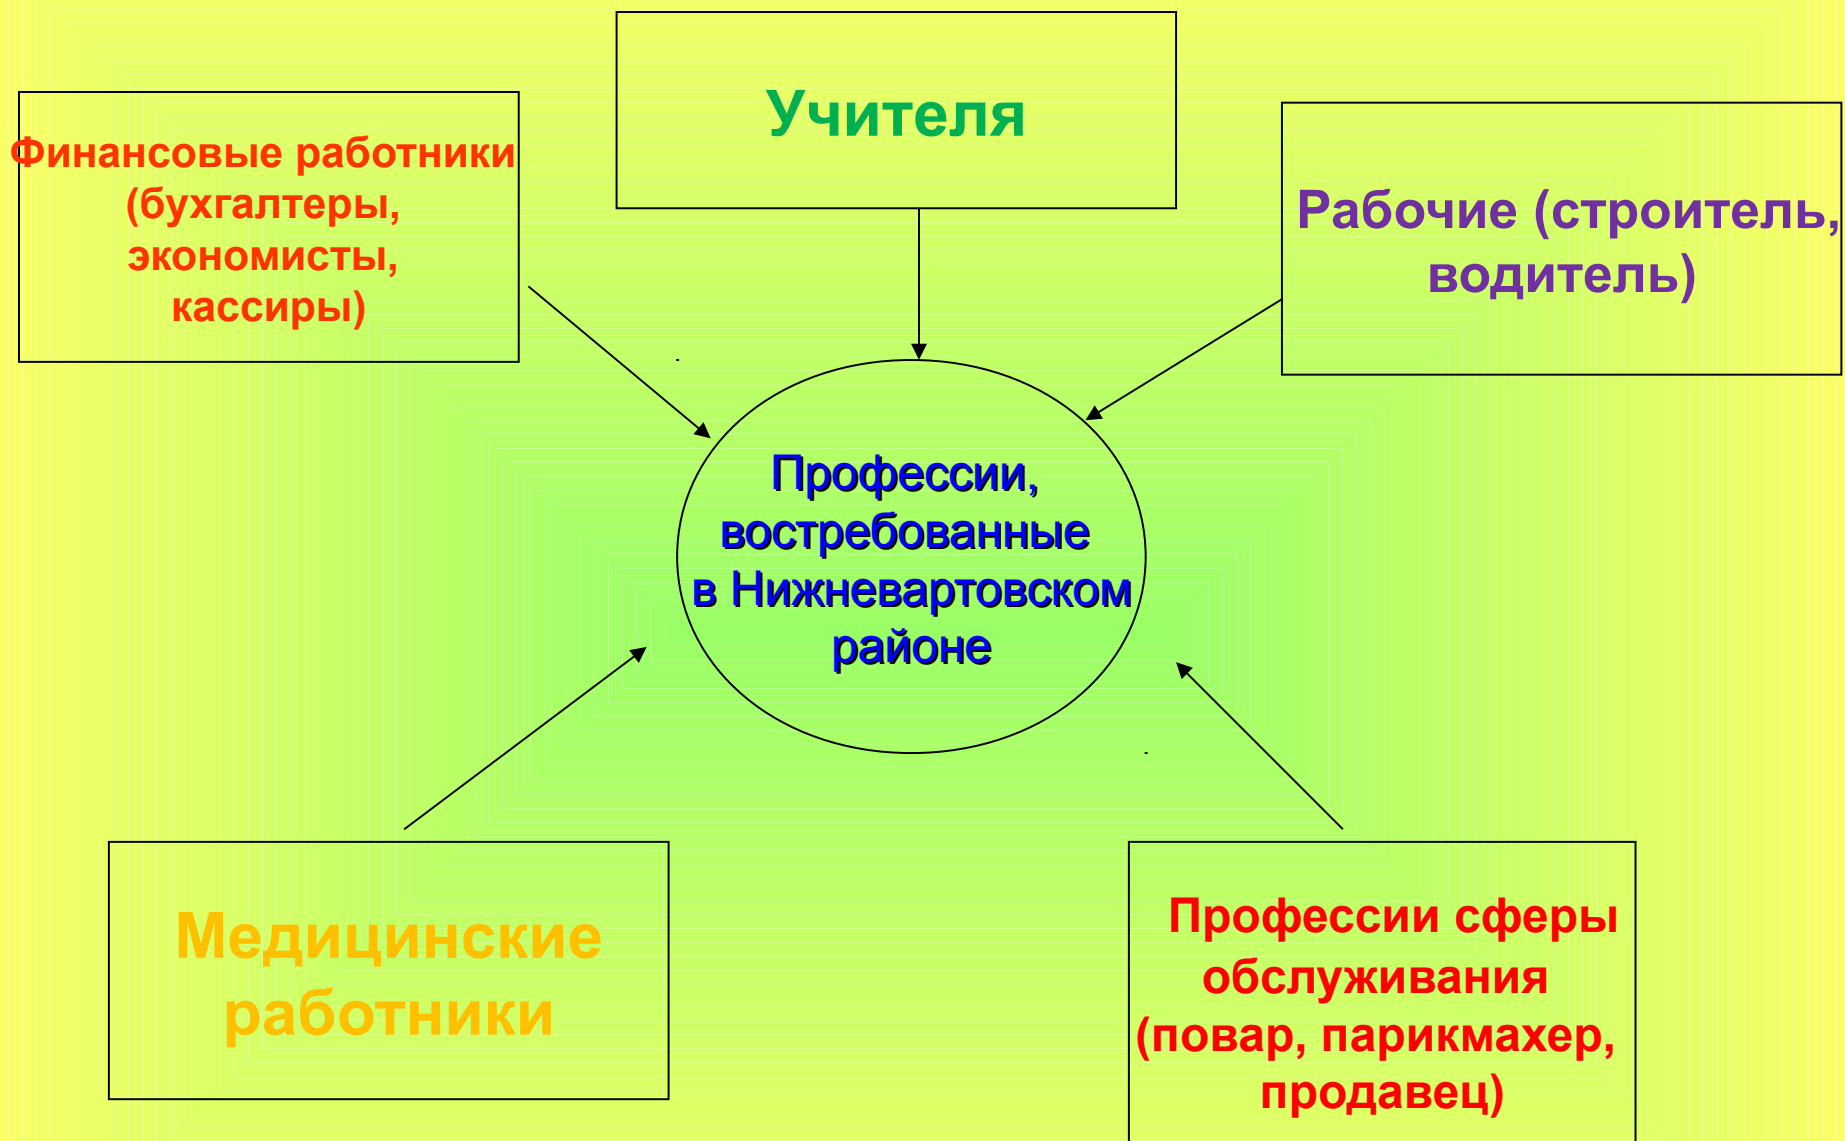 Учителя
Финансовые работники
(бухгалтеры,
экономисты,
кассиры)
Рабочие (строитель,
водитель)
Профессии,
востребованные
в Нижневартовском
районе
Медицинские
работники
Профессии сферы
обслуживания
(повар, парикмахер,
продавец)